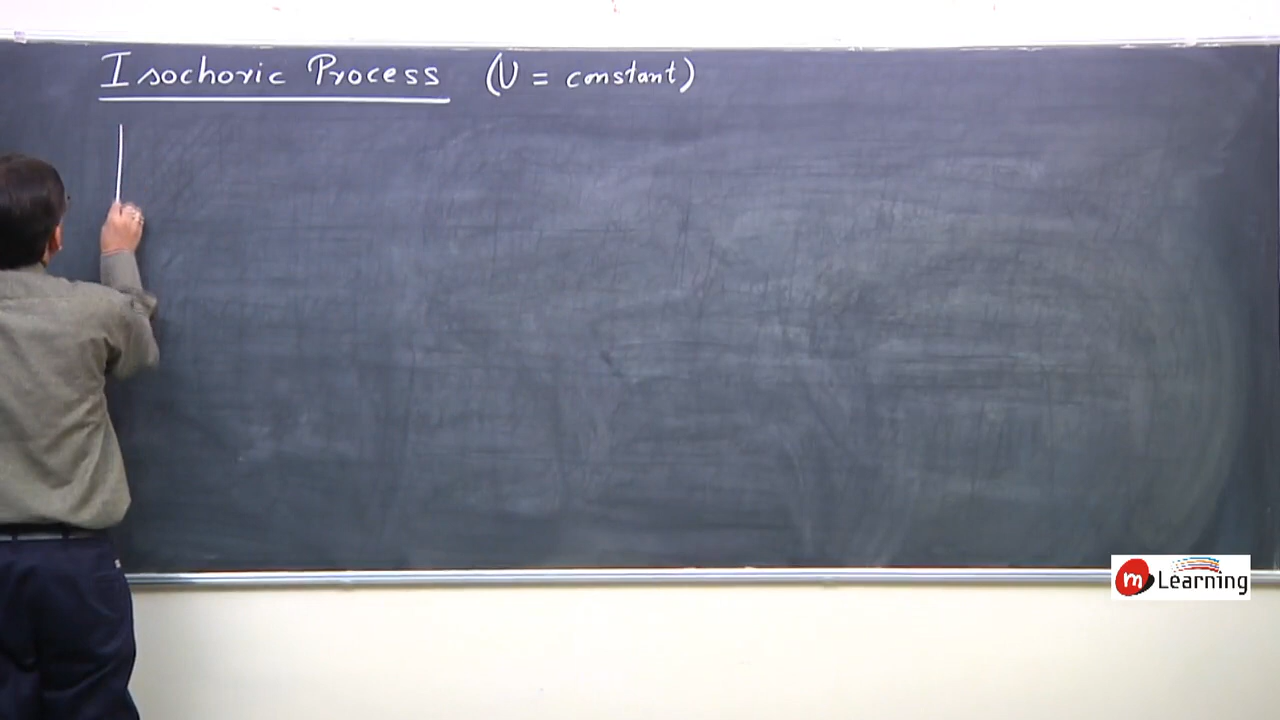 Isochoric Process (V = constant)
m Learning